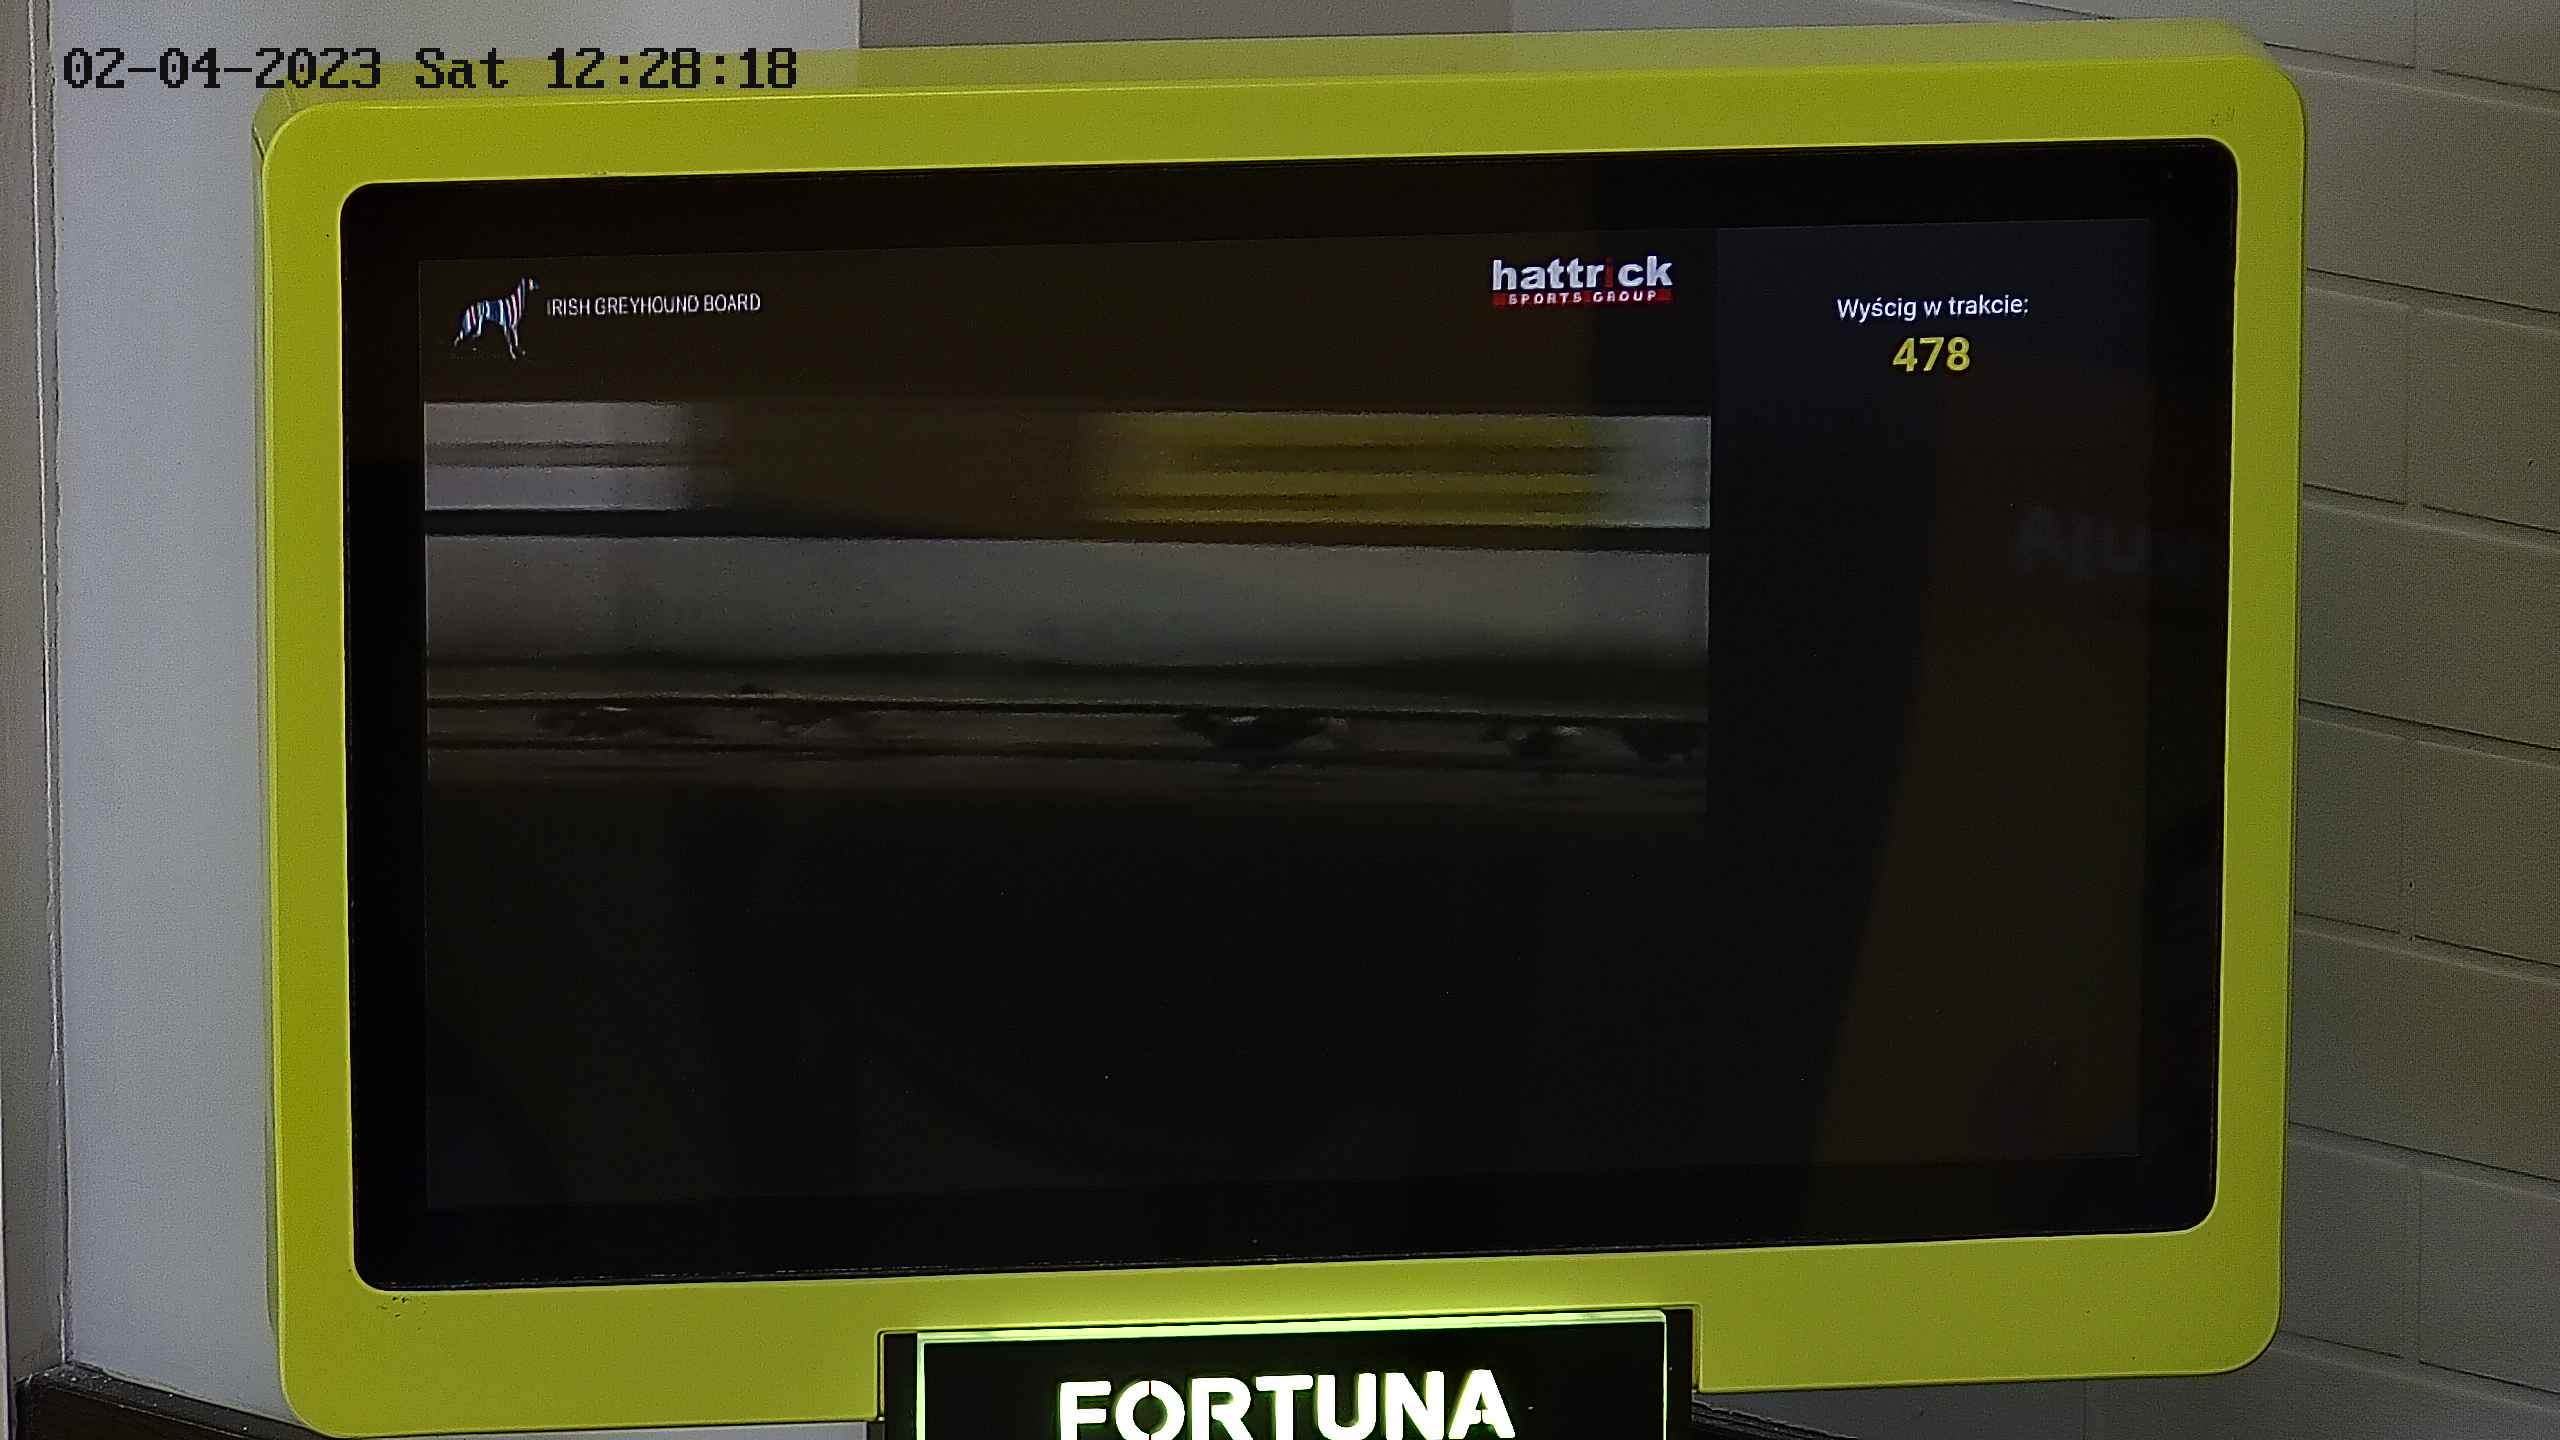 02-04-2023 Sat 12:28:18
IRISH GREYHOUND BOARD
hattrick
SPORTS GROUP
Wyścig w trakcie:
478
FORTUNA